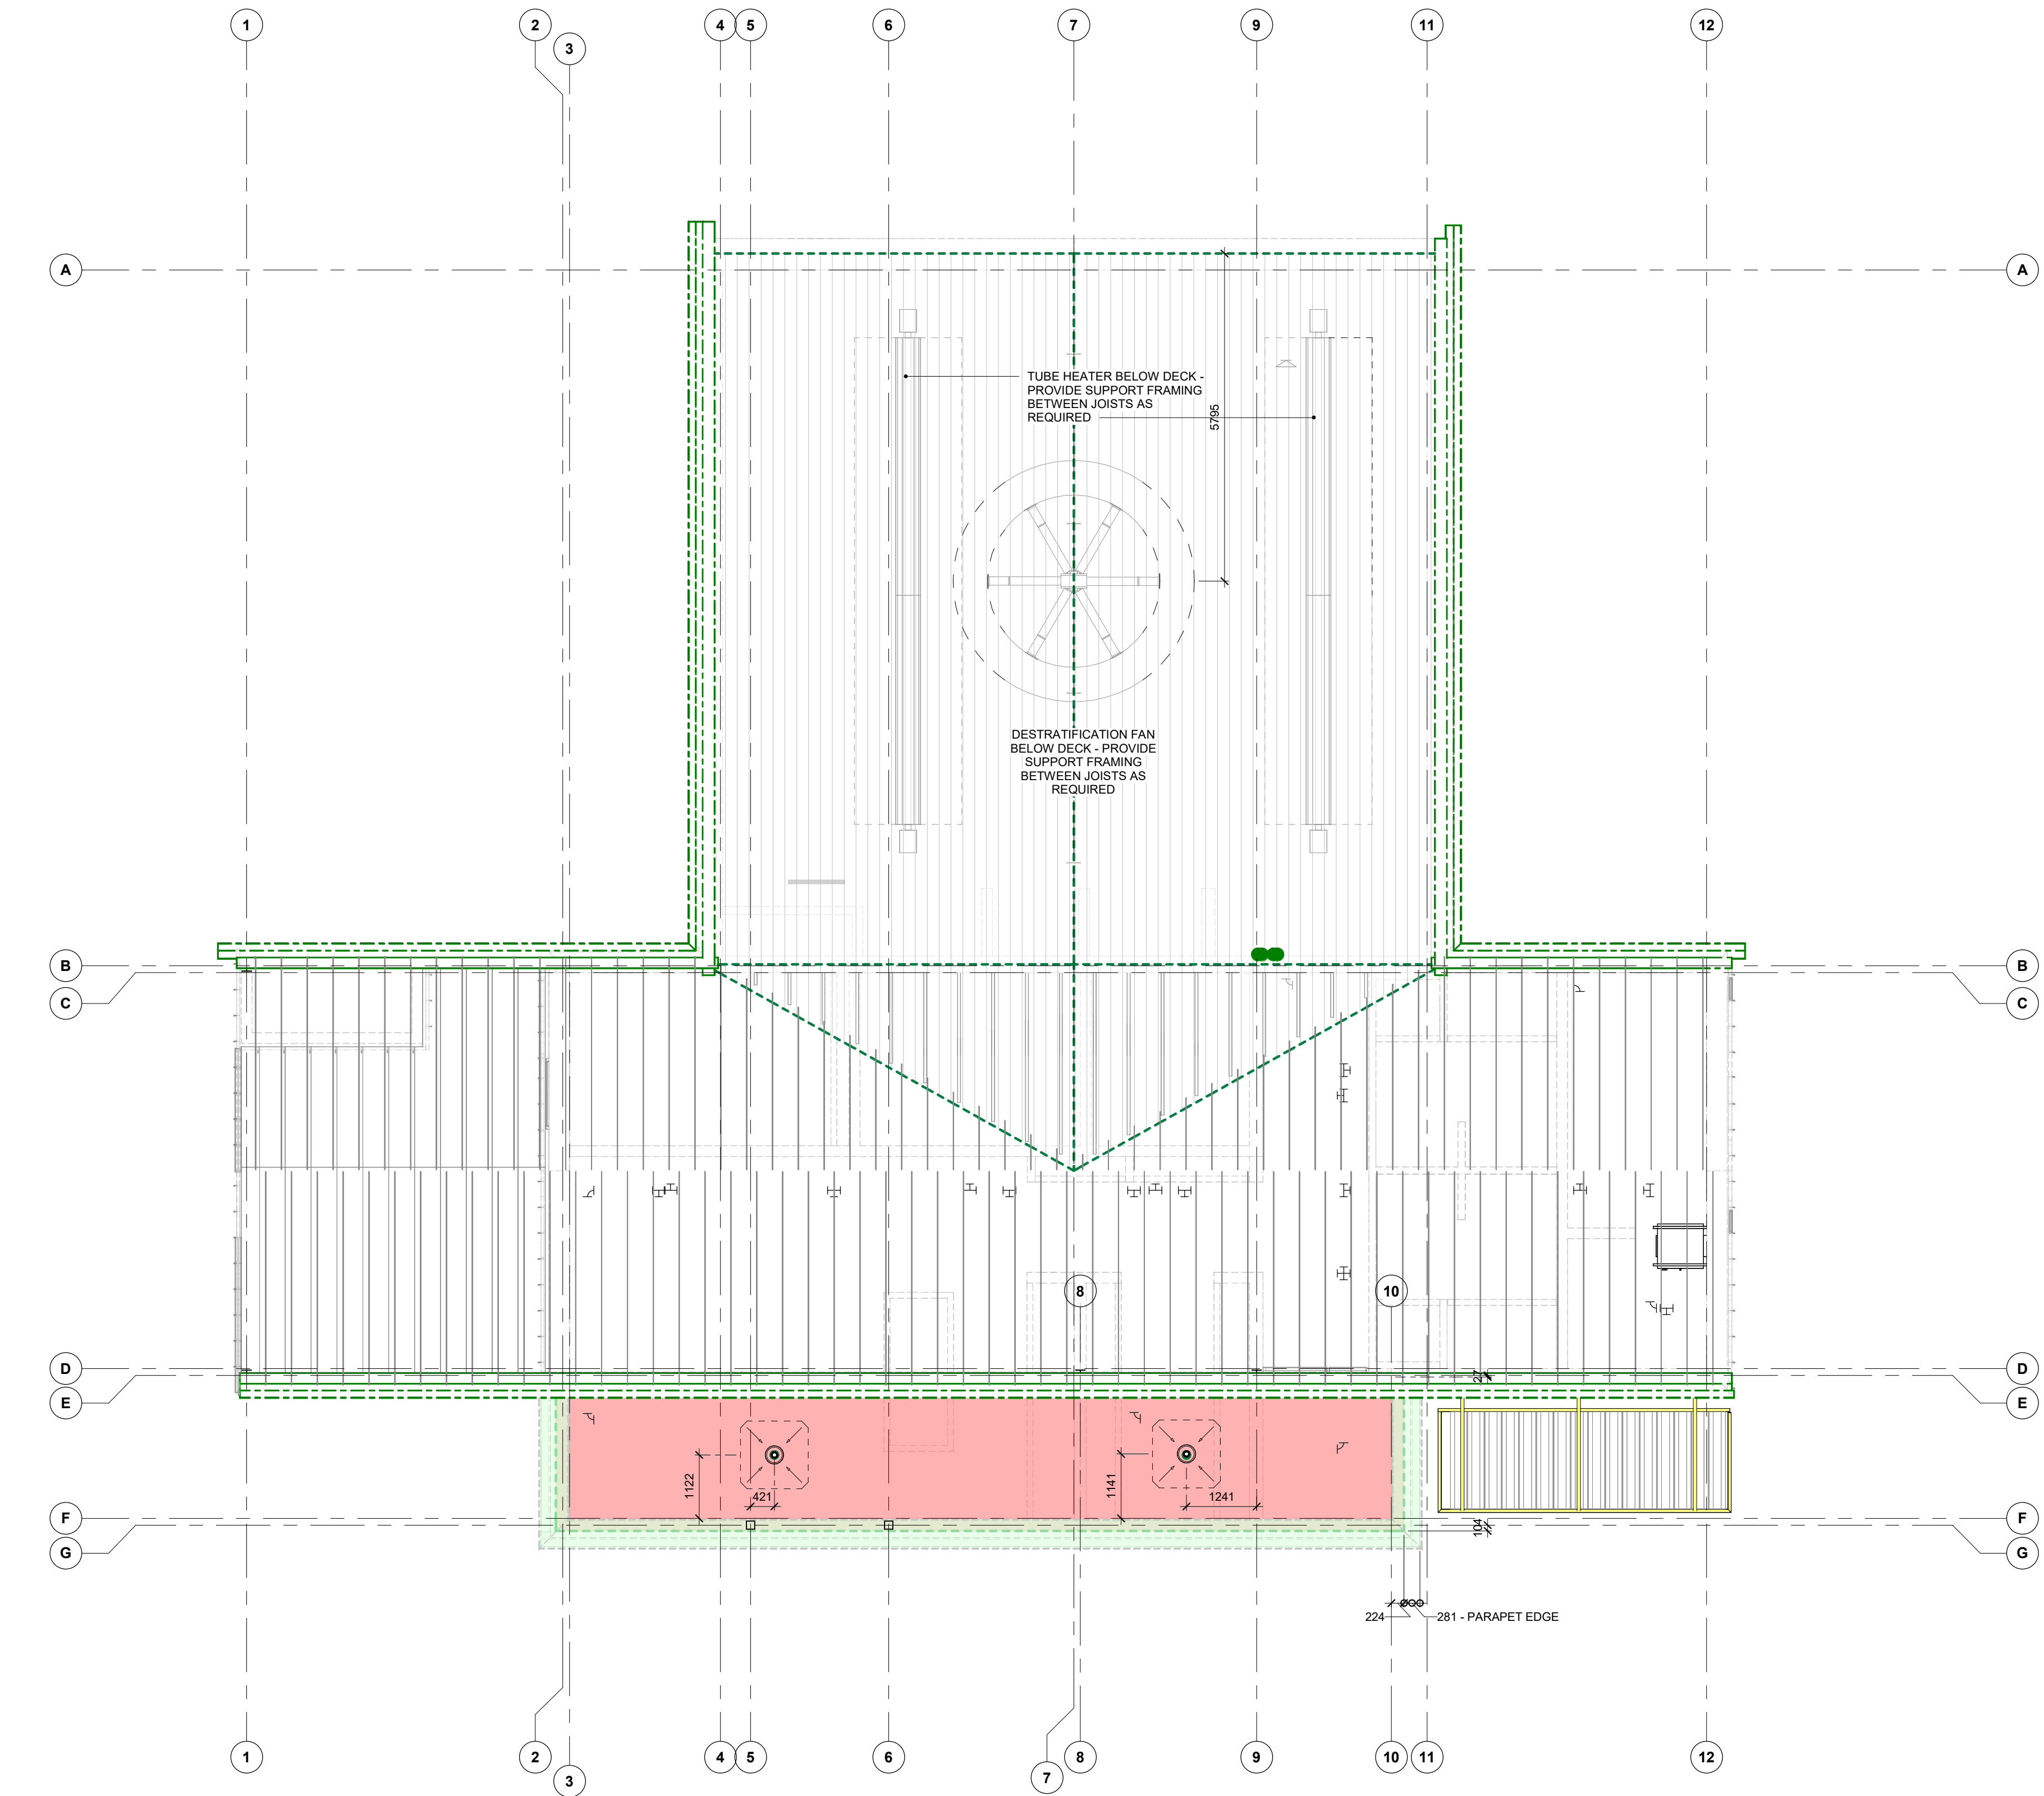 1
2
3
4
5
6
7
9
11
12
A
A
TUBE HEATER BELOW DECK -
PROVIDE SUPPORT FRAMING
BETWEEN JOISTS AS
REQUIRED
5795
DESTRATIFICATION FAN
BELOW DECK - PROVIDE
SUPPORT FRAMING
BETWEEN JOISTS AS
REQUIRED
B
B
C
C
8
10
D
D
27
E
E
1122
421
1141
1241
F
F
104
G
G
224
281 - PARAPET EDGE
1
2
3
4
5
6
7
8
9
10
11
12